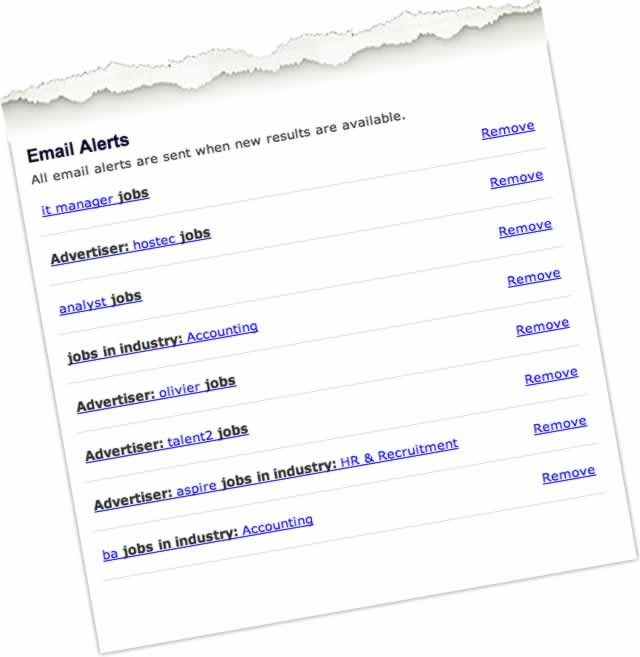 Email Alerts
All email alerts are sent when new results are available.
it manager jobs Remove
Advertiser: hostec jobs Remove
analyst jobs Remove
jobs in industry: Accounting Remove
Advertiser: olivier jobs Remove
Advertiser: talent2 jobs Remove
Advertiser: aspire jobs in industry: HR & Recruitment Remove
ba jobs in industry: Accounting Remove